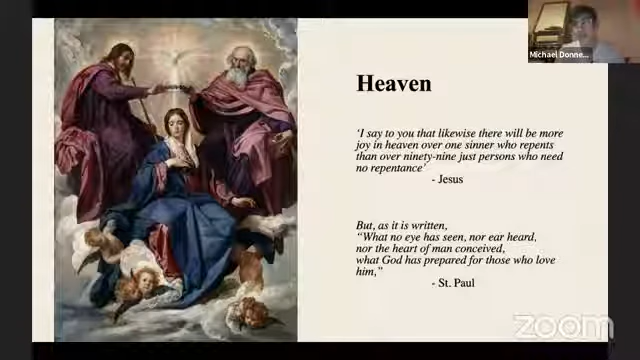 Heaven
‘I say to you that likewise there will be more
joy in heaven over one sinner who repents
than over ninety-nine just persons who need
no repentance’
- Jesus
But, as it is written,
“What no eye has seen, nor ear heard,
nor the heart of man conceived,
what God has prepared for those who love
him,”
- St. Paul
Michael Donne...
zoom